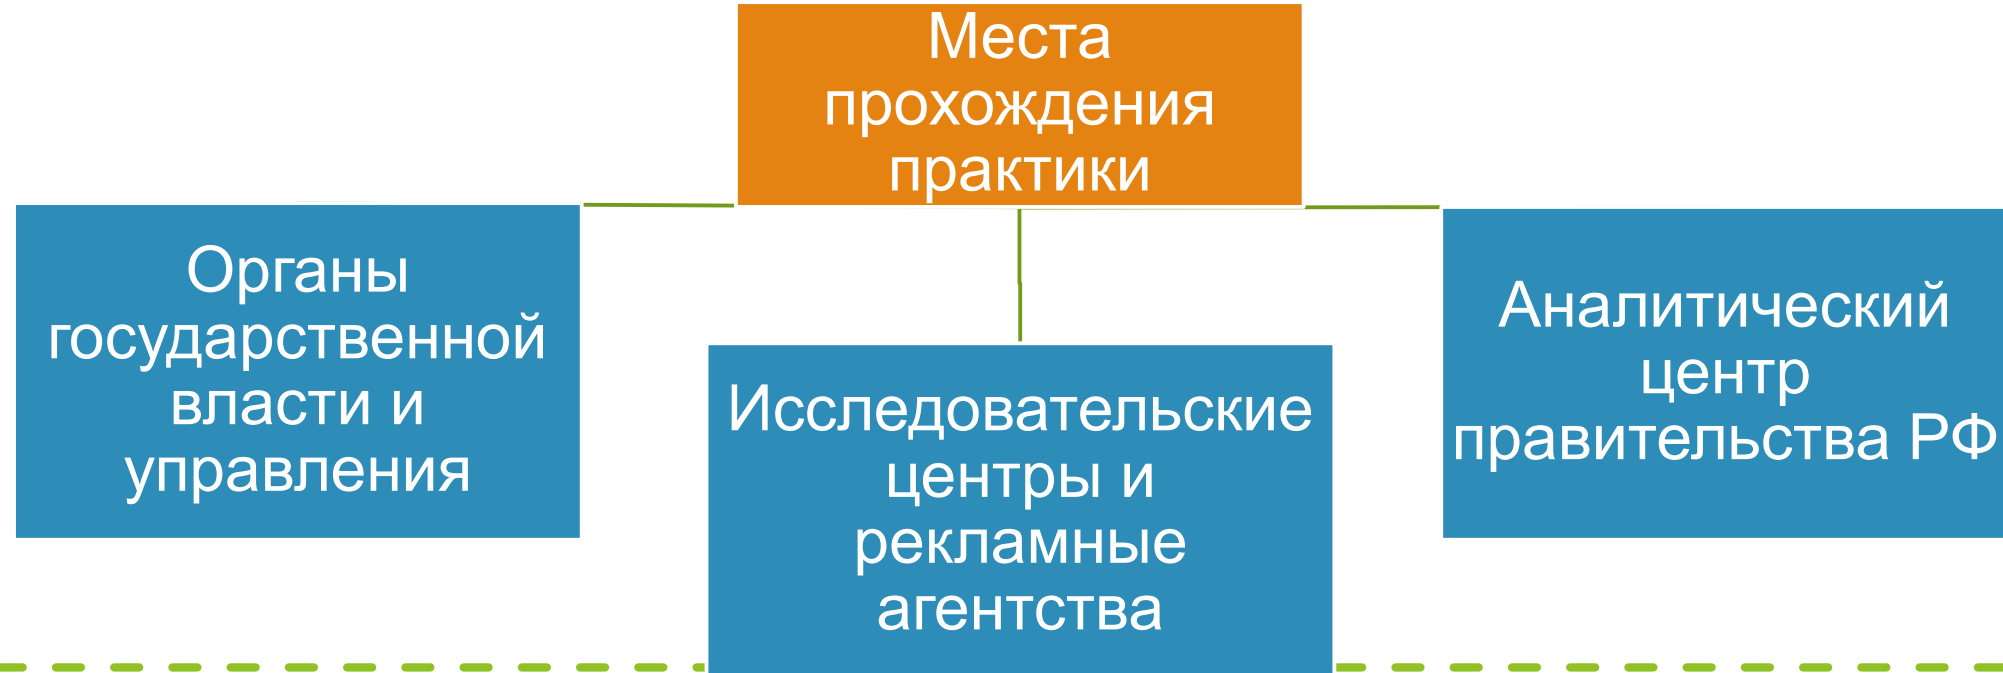 Места
прохождения
практики
Органы
государственной
власти и
управления
Исследовательские
центры и
рекламные
агентства
Аналитический
центр
правительства РФ